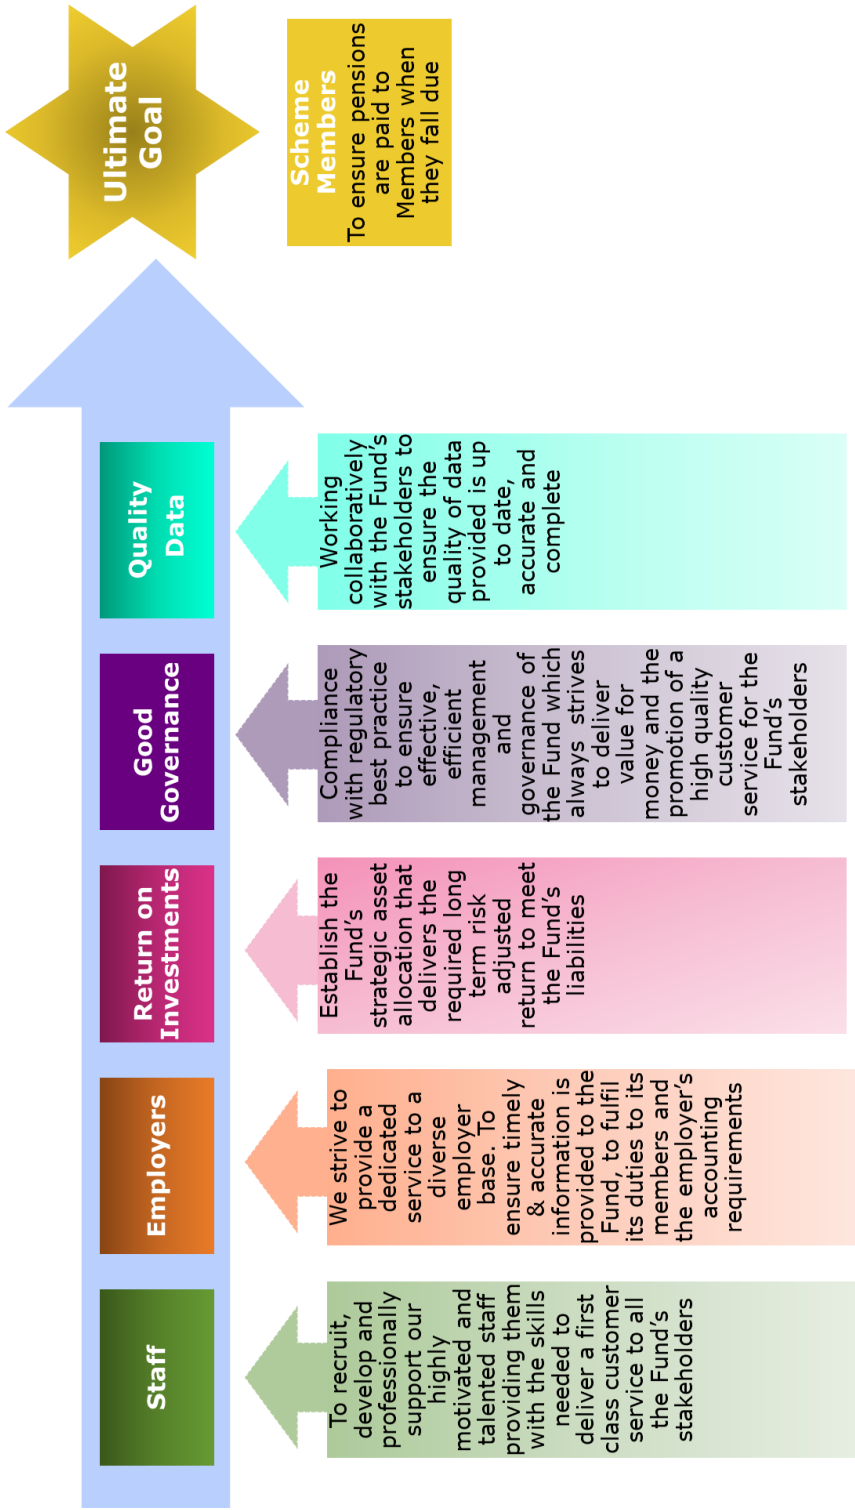 Staff
Employers
Return on
Investments
Good
Governance
Quality
Data
Ultimate
Goal
To recruit,
develop and
professionally
support our
highly
motivated and
talented staff
providing them
with the skills
needed to
deliver a first
class customer
service to all
the Fund's
stakeholders
We strive to
provide a
dedicated
service to a
diverse
employer
base. To
ensure timely
& accurate
information is
provided to the
Fund, to fulfil
its duties to its
members and
the employer's
accounting
requirements
Establish the
Fund's
strategic asset
allocation that
delivers the
required long
term risk
adjusted
return to meet
the Fund's
liabilities
Compliance
with regulatory
best practice
to ensure
effective,
efficient
management
and
governance of
the Fund which
always strives
to deliver
value for
money and the
promotion of a
high quality
customer
service for the
Fund's
stakeholders
Working
collaboratively
with the Fund's
stakeholders to
ensure the
quality of data
provided is up
to date,
accurate and
complete
Scheme
Members
To ensure pensions
are paid to
Members when
they fall due